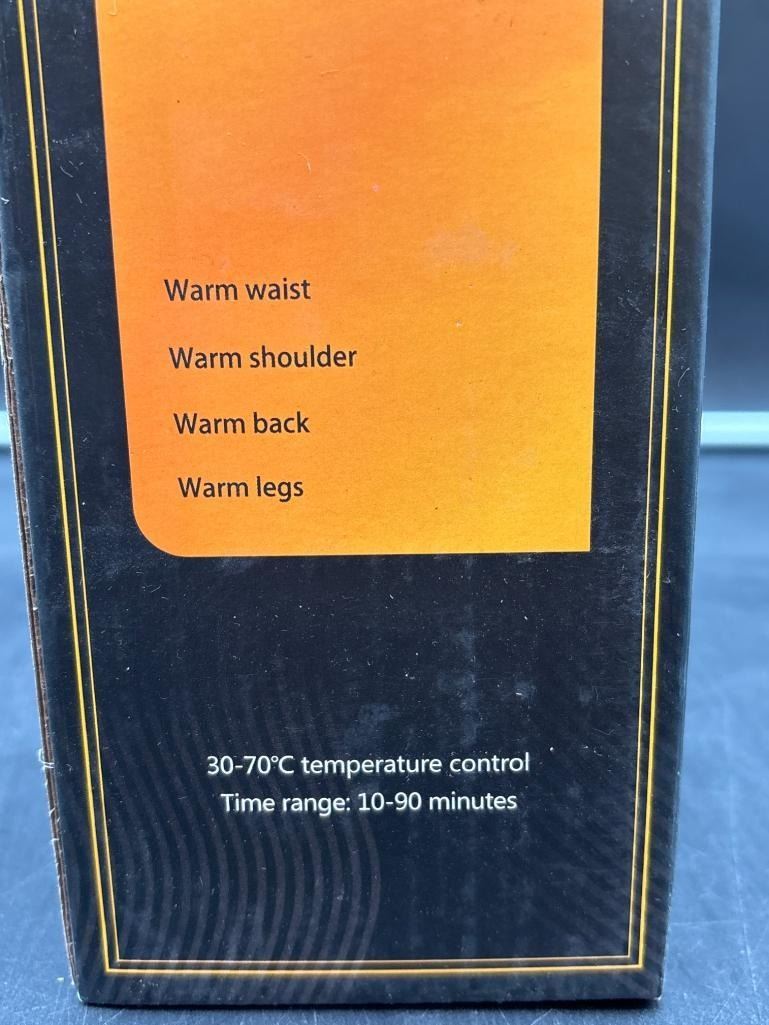 Warm waist
Warm shoulder
Warm back
Warm legs
30-70°C temperature control
Time range: 10-90 minutes